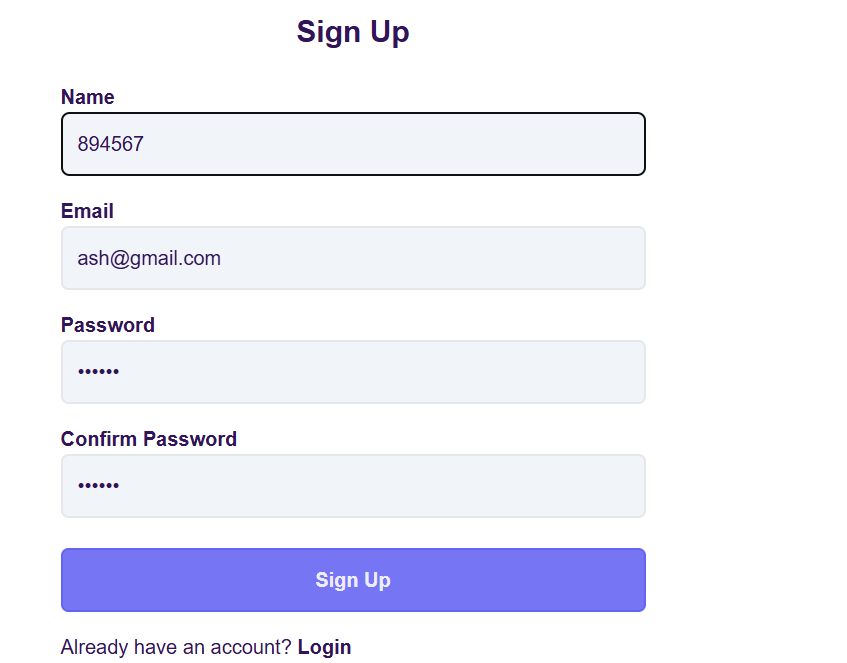 Sign Up
Name
894567
Email
ash@gmail.com
Password
••••••
Confirm Password
••••••
Sign Up
Already have an account? Login